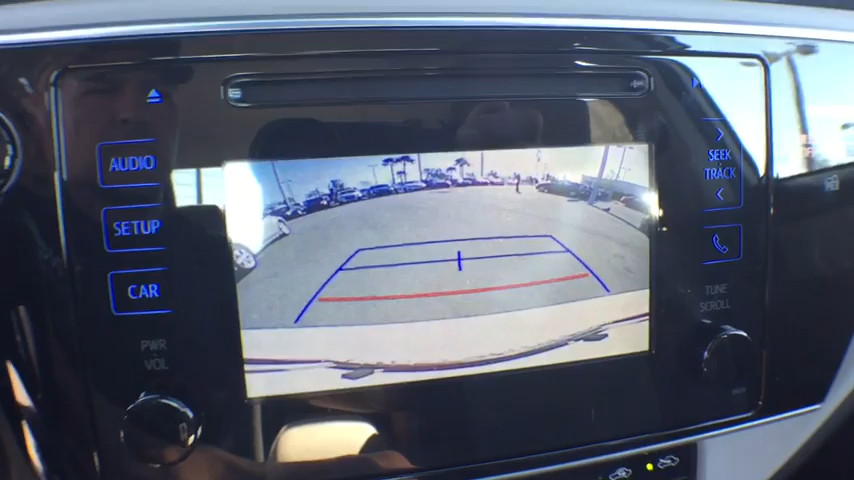 AUDIO
SETUP
CAR
PWR
VOL
SEEK
TRACK
TUNE
SCROLL